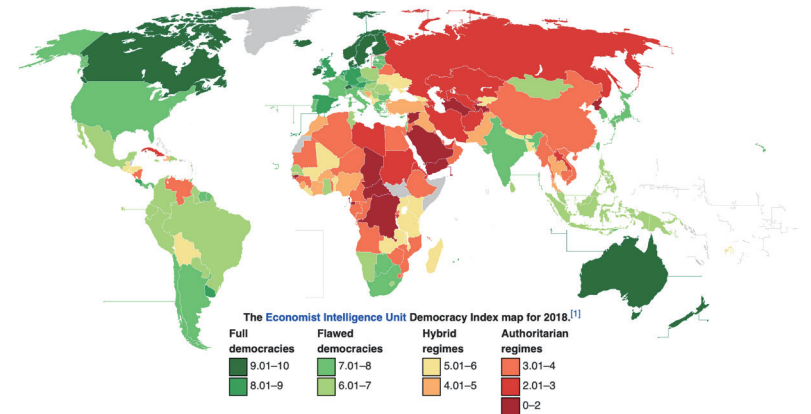 The Economist Intelligence Unit Democracy Index map for 2018.[1]
Full democracies
9.01–10
8.01–9
Flawed democracies
7.01–8
6.01–7
Hybrid regimes
5.01–6
4.01–5
Authoritarian regimes
3.01–4
2.01–3
0–2